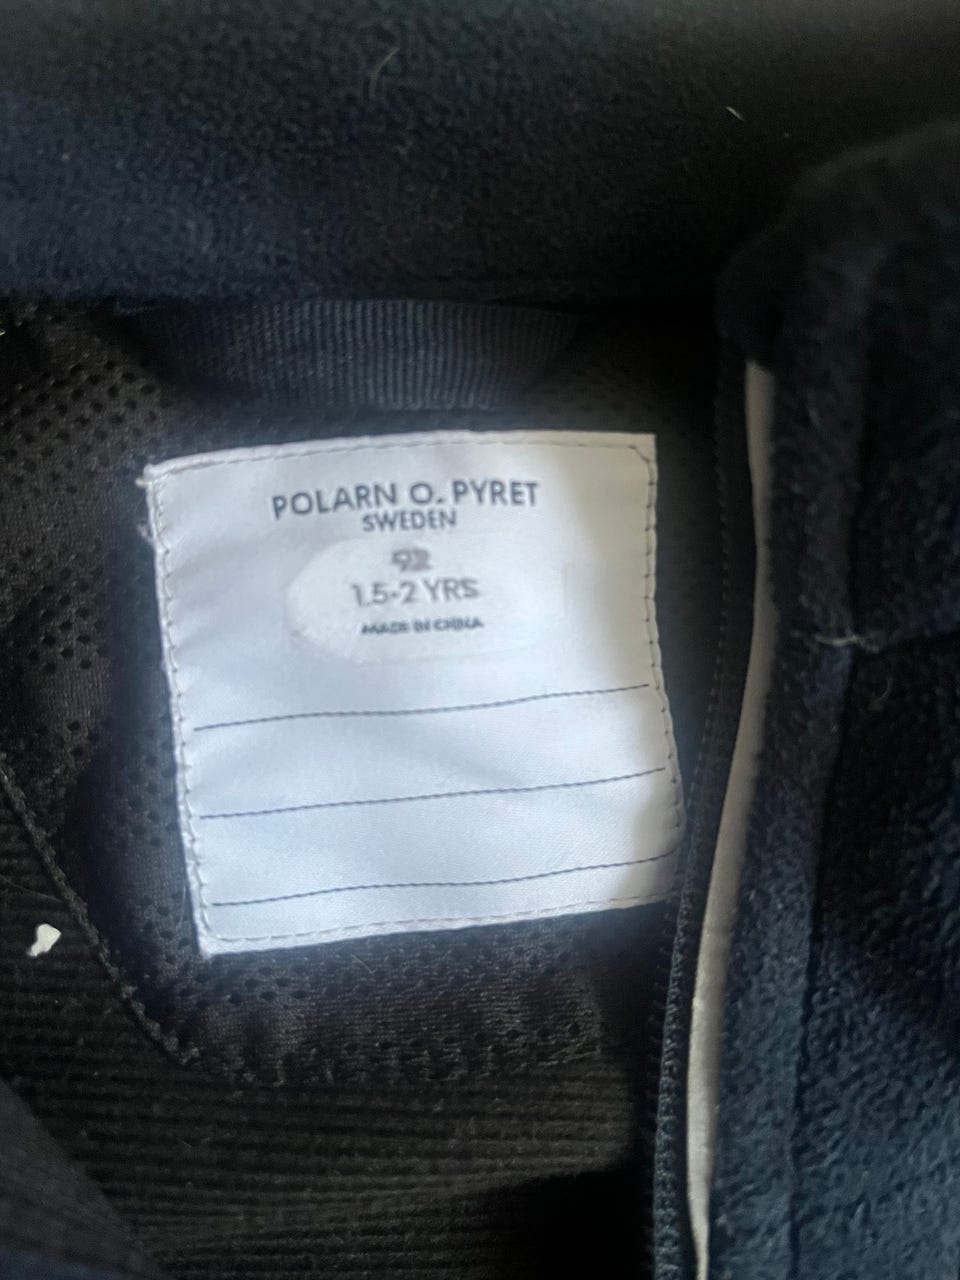 POLARN O. PYRET
SWEDEN
92
1.5-2 YRS
MADE IN CHINA